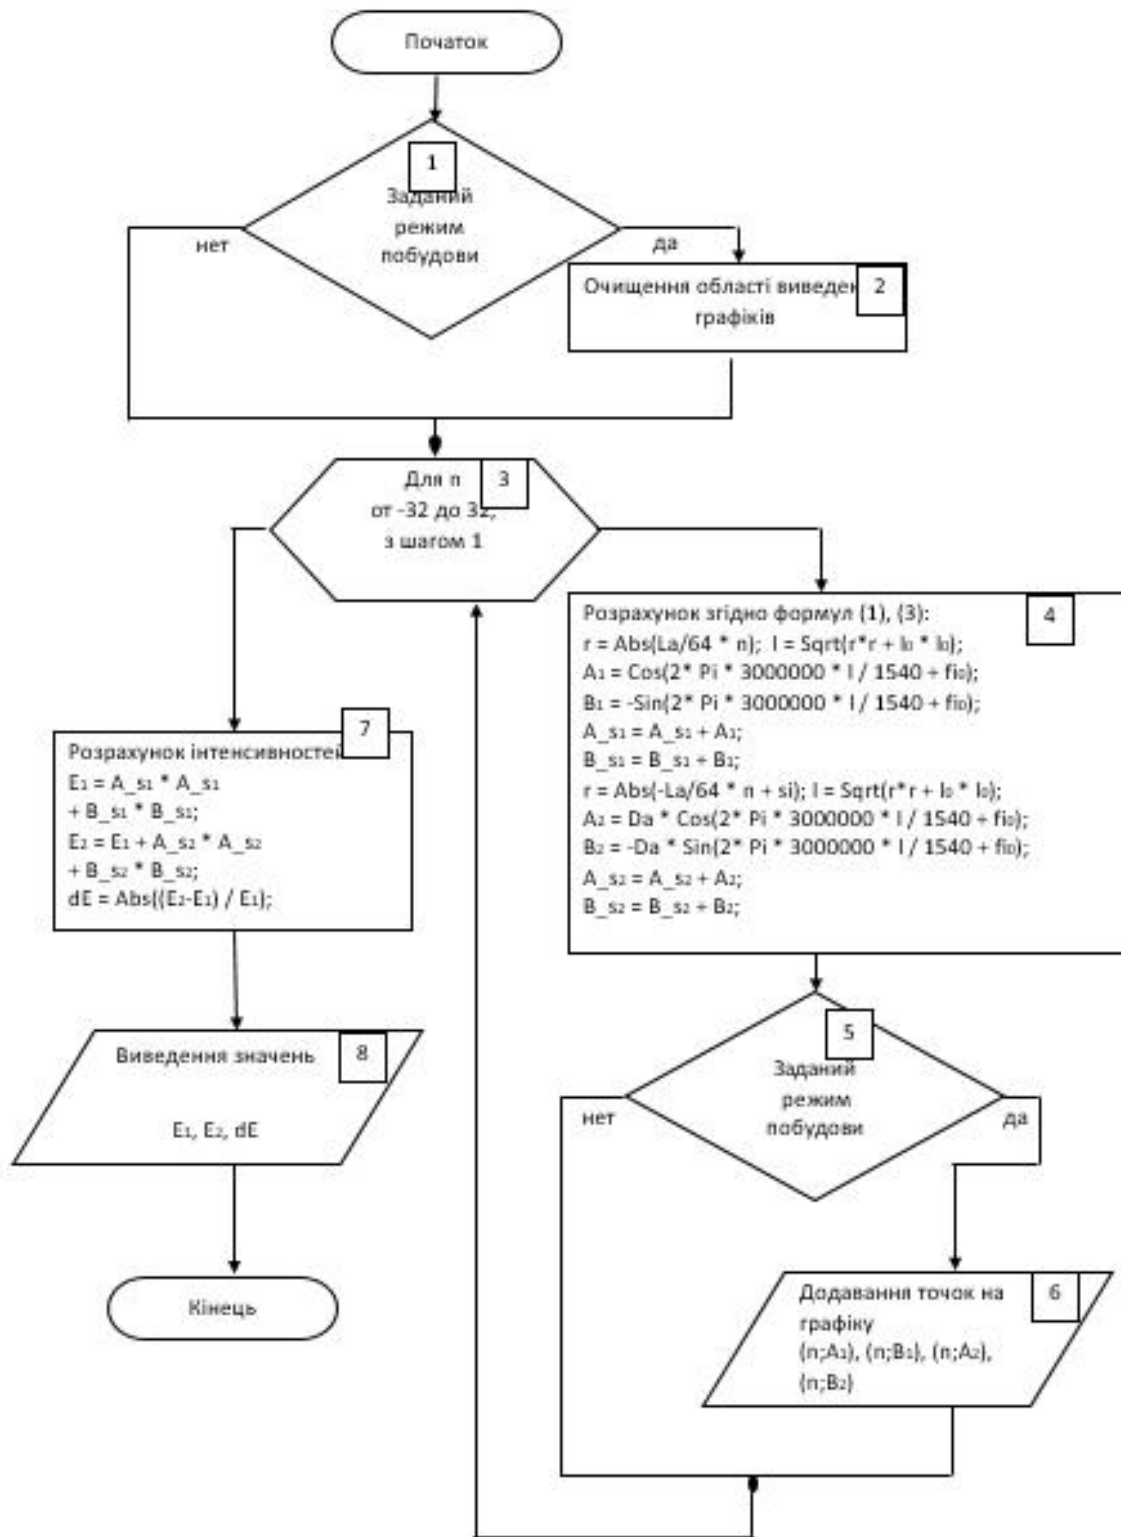 Початок
1
Заданий
режим
побудови
нет
да
Очищення області виведен
2
графіків
Для n
3
от -32 до 32,
з шагом 1
Розрахунок згідно формул (1), (3):
4
r = Abs(La/64 * n); l = Sqrt(r*r + l₀ * l₀);
A₁ = Cos(2* Pi * 3000000 * l / 1540 + fi₀);
B₁ = -Sin(2* Pi * 3000000 * l / 1540 + fi₀);
A_s₁ = A_s₁ + A₁;
B_s₁ = B_s₁ + B₁;
r = Abs(-La/64 * n + si); l = Sqrt(r*r + l₀ * l₀);
A₂ = Da * Cos(2* Pi * 3000000 * l / 1540 + fi₀);
B₂ = -Da * Sin(2* Pi * 3000000 * l / 1540 + fi₀);
A_s₂ = A_s₂ + A₂;
B_s₂ = B_s₂ + B₂;
5
Заданий
режим
побудови
нет
да
Додавання точок на
6
графіку
(n;A₁), (n;B₁), (n;A₂),
(n;B₂)
7
Розрахунок інтенсивностей
E₁ = A_s₁ * A_s₁
+ B_s₁ * B_s₁;
E₂ = E₁ + A_s₂ * A_s₂
+ B_s₂ * B_s₂;
dE = Abs((E₂-E₁) / E₁);
Виведення значень
8
E₁, E₂, dE
Кінець